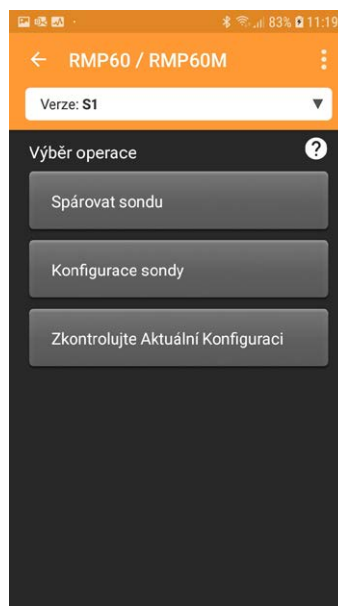 83% 11:19
RMP60 / RMP60M
Verze: S1
Výběr operace ?
Spárovat sondu
Konfigurace sondy
Zkontrolujte Aktuální Konfiguraci